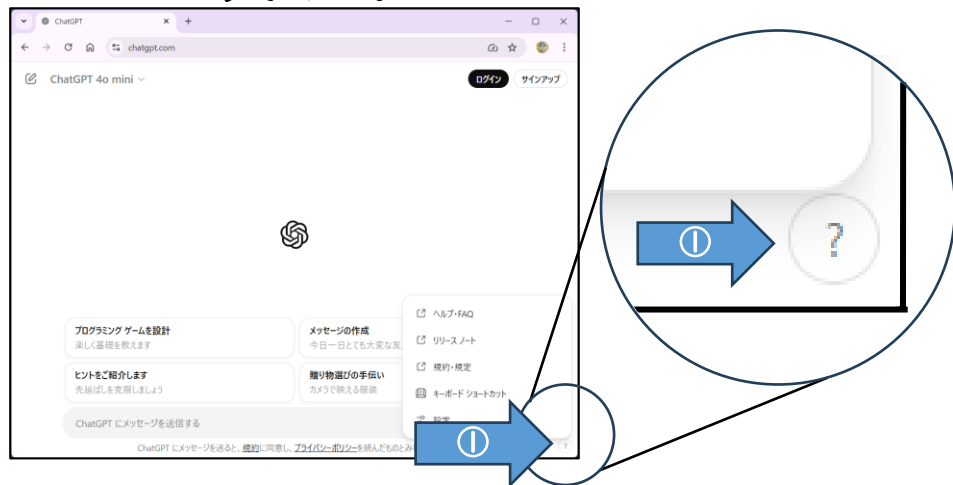 ChatGPT
chatgpt.com
ChatGPT 4o mini
ログイン
サインアップ
?
①
ヘルプ・FAQ
リリース ノート
規約・規定
キーボード ショートカット
設定
プログラミング ゲームを設計
楽しく基礎を教えます
メッセージの作成
今日一日とても大変な友
ヒントをご紹介します
先延ばしを克服しましょう
贈り物選びの手伝い
カメラで映える服装
ChatGPT にメッセージを送信する
①
ChatGPT にメッセージを送ると、規約に同意し、プライバシーポリシーを読んだものとみ
?